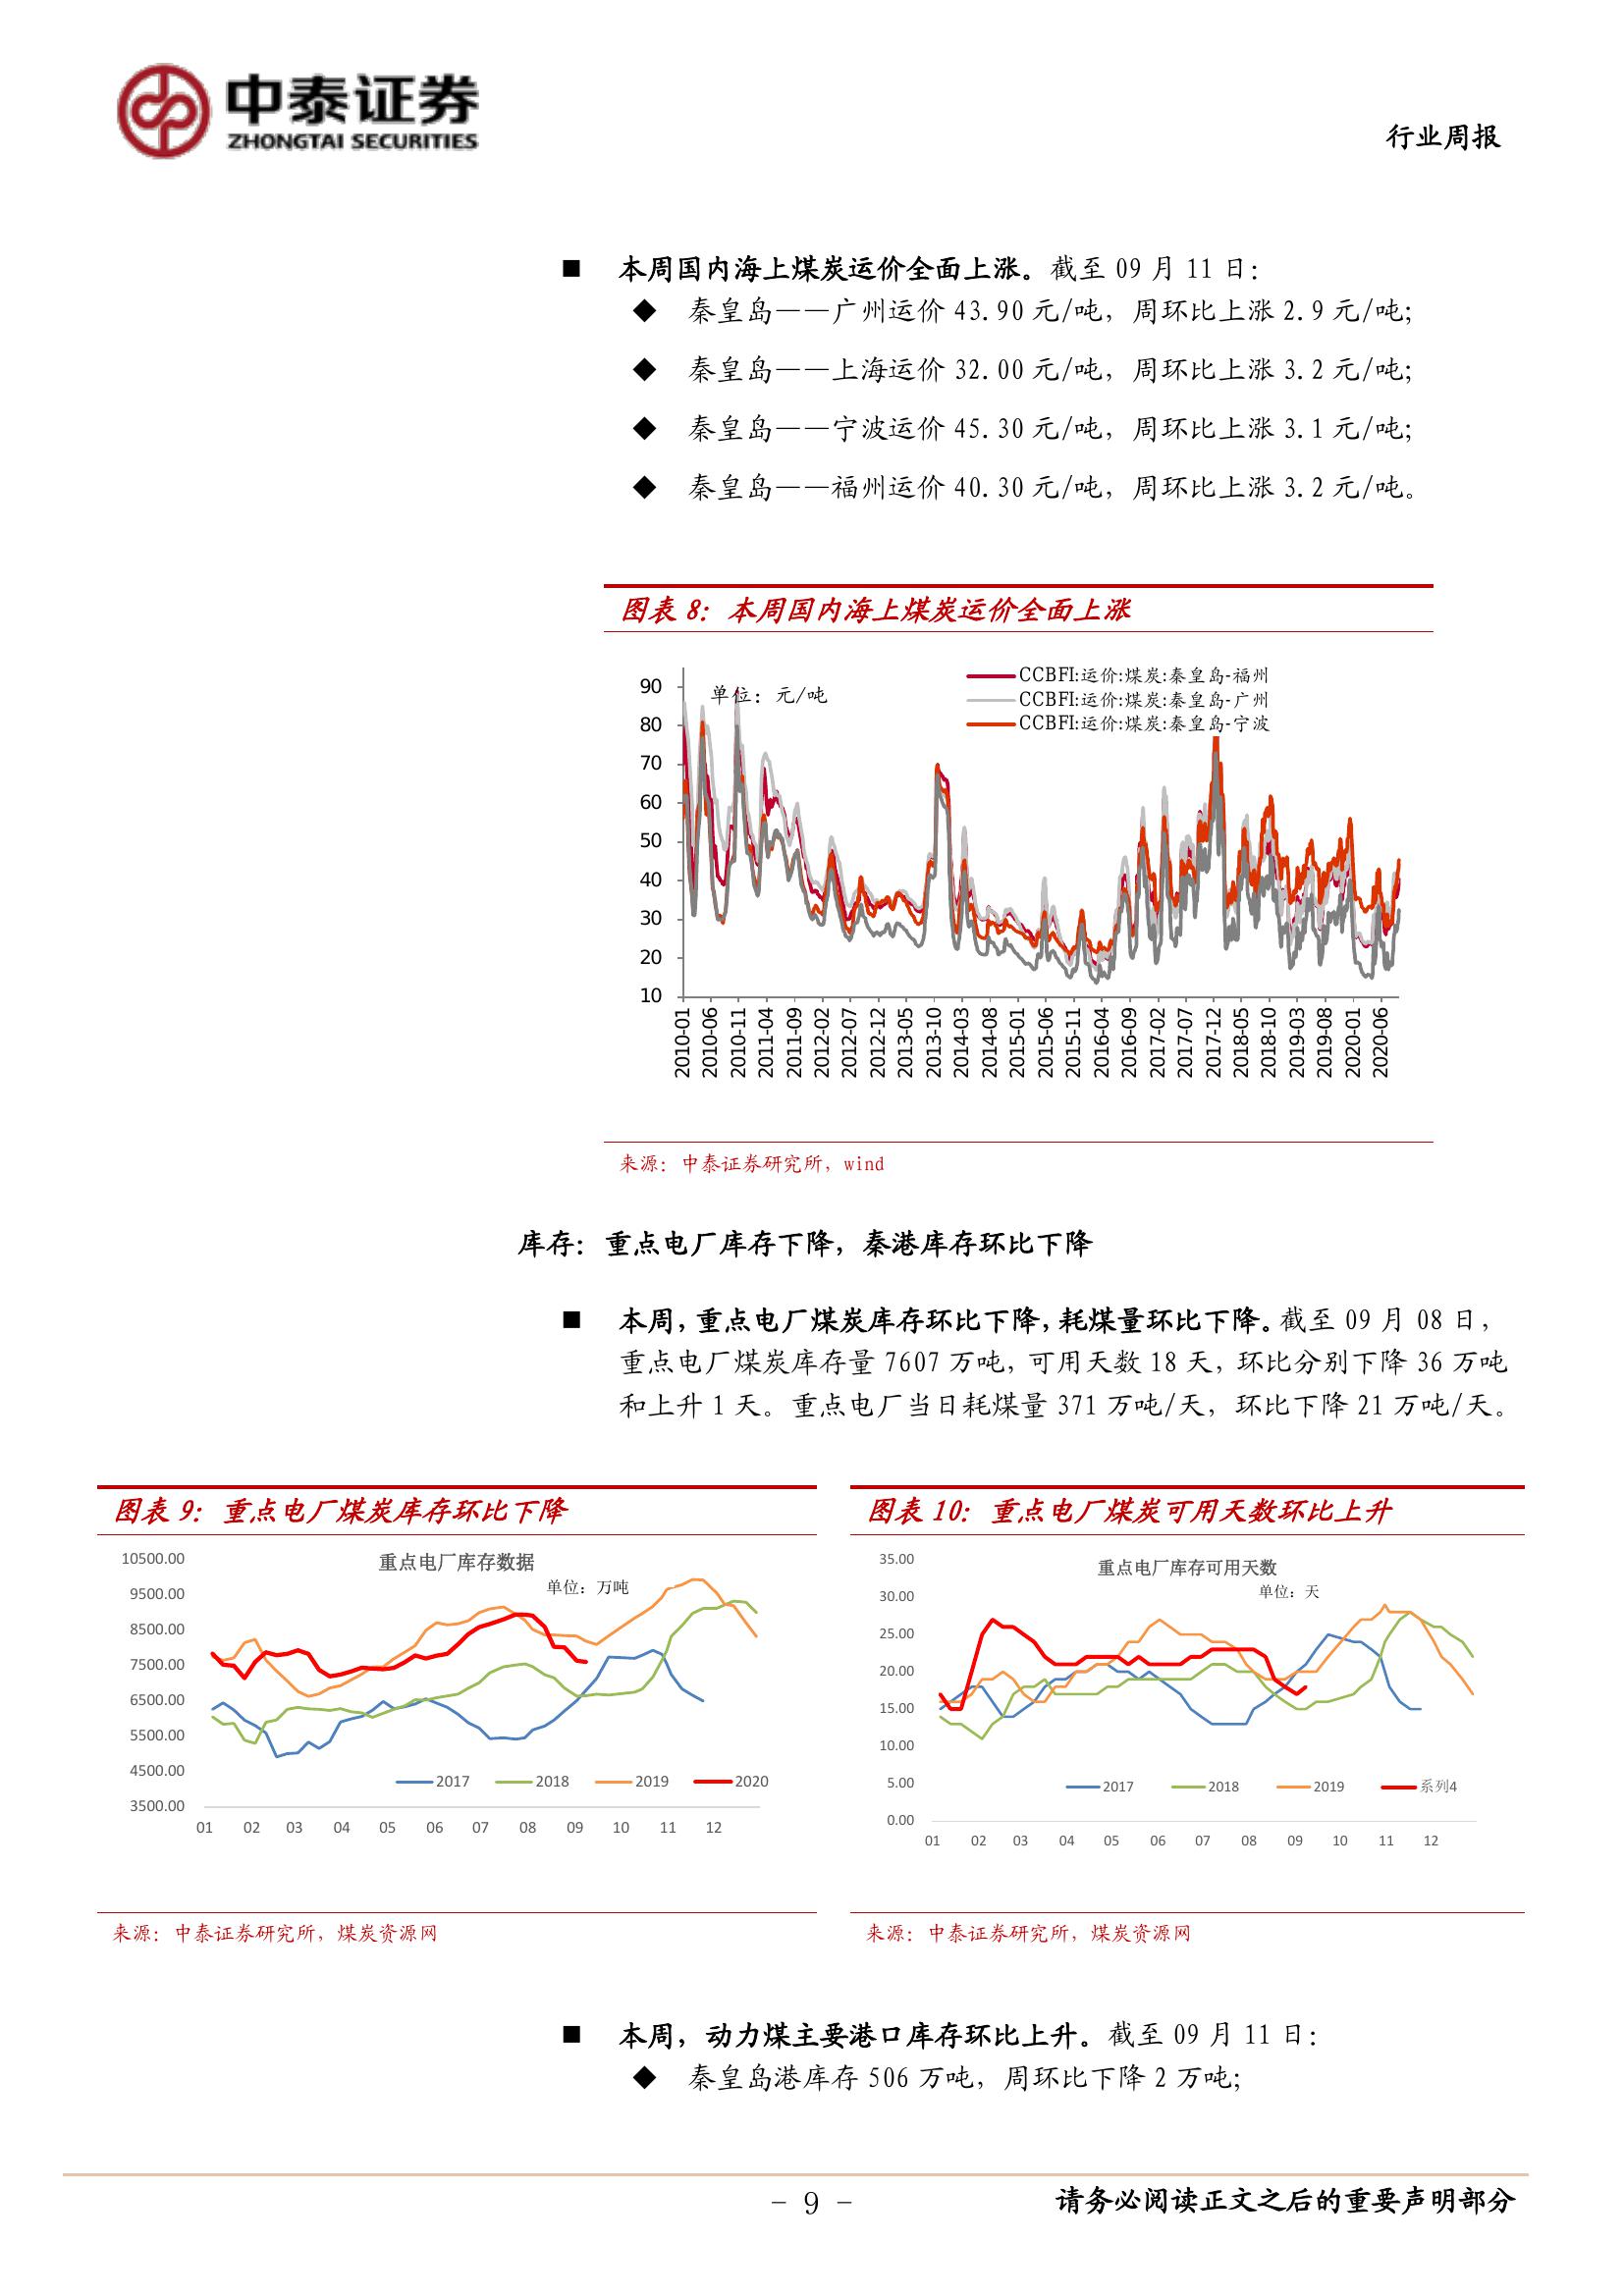 中泰证券
ZHONGTAI SECURITIES
行业周报
■ 本周国内海上煤炭运价全面上涨。截至 09 月 11 日：
◆ 秦皇岛——广州运价 43.90 元/吨，周环比上涨 2.9 元/吨；
◆ 秦皇岛——上海运价 32.00 元/吨，周环比上涨 3.2 元/吨；
◆ 秦皇岛——宁波运价 45.30 元/吨，周环比上涨 3.1 元/吨；
◆ 秦皇岛——福州运价 40.30 元/吨，周环比上涨 3.2 元/吨。
图表 8：本周国内海上煤炭运价全面上涨
单位：元/吨
CCBFI:运价:煤炭:秦皇岛-福州
CCBFI:运价:煤炭:秦皇岛-广州
CCBFI:运价:煤炭:秦皇岛-宁波
90
80
70
60
50
40
30
20
10
2010-01 2010-06 2010-11 2011-04 2011-09 2012-02 2012-07 2012-12 2013-05 2013-10 2014-03 2014-08 2015-01 2015-06 2015-11 2016-04 2016-09 2017-02 2017-07 2017-12 2018-05 2018-10 2019-03 2019-08 2020-01 2020-06
来源：中泰证券研究所，wind
库存：重点电厂库存下降，秦港库存环比下降
■ 本周，重点电厂煤炭库存环比下降，耗煤量环比下降。截至 09 月 08 日，
重点电厂煤炭库存量 7607 万吨，可用天数 18 天，环比分别下降 36 万吨
和上升 1 天。重点电厂当日耗煤量 371 万吨/天，环比下降 21 万吨/天。
图表 9：重点电厂煤炭库存环比下降
重点电厂库存数据
单位：万吨
10500.00
9500.00
8500.00
7500.00
6500.00
5500.00
4500.00
3500.00
2017 2018 2019 2020
01 02 03 04 05 06 07 08 09 10 11 12
来源：中泰证券研究所，煤炭资源网
图表 10：重点电厂煤炭可用天数环比上升
重点电厂库存可用天数
单位：天
35.00
30.00
25.00
20.00
15.00
10.00
5.00
0.00
2017 2018 2019 系列4
01 02 03 04 05 06 07 08 09 10 11 12
来源：中泰证券研究所，煤炭资源网
■ 本周，动力煤主要港口库存环比上升。截至 09 月 11 日：
◆ 秦皇岛港库存 506 万吨，周环比下降 2 万吨；
- 9 -
请务必阅读正文之后的重要声明部分